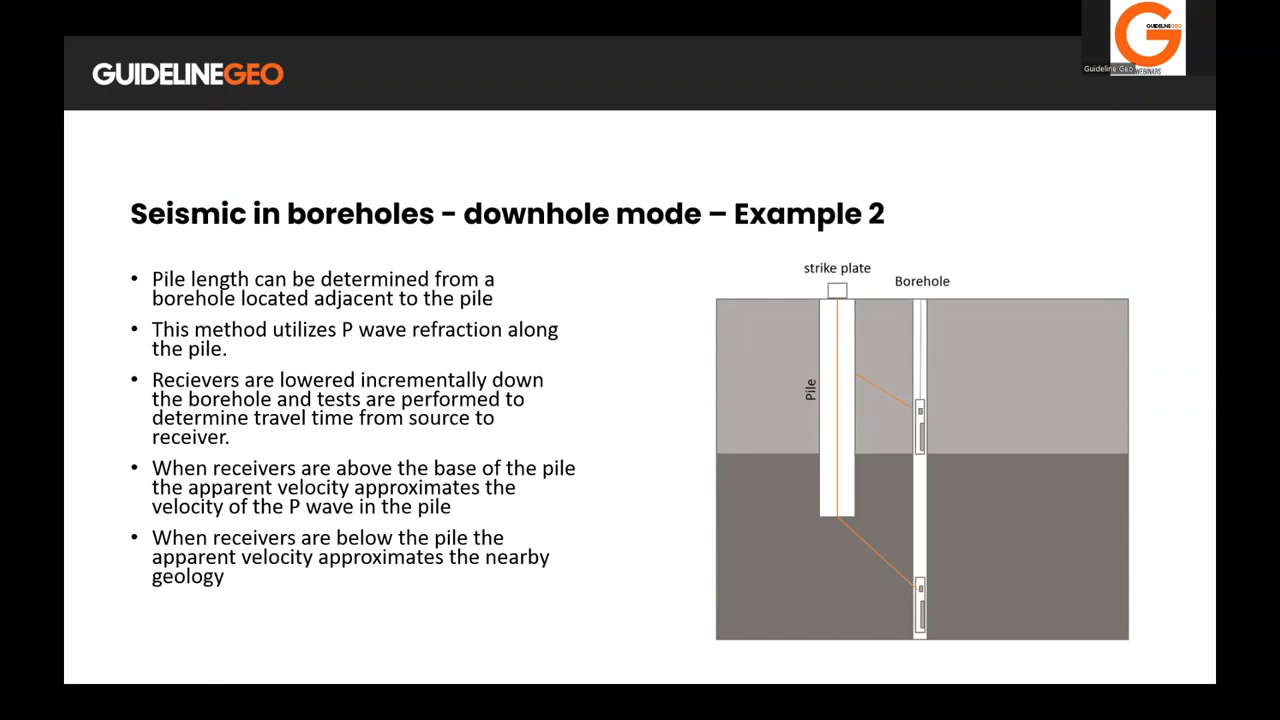 GUIDELINEGEO
GUIDELINEGEO
Guideline Geo
WEBINARS
Seismic in boreholes - downhole mode – Example 2
• Pile length can be determined from a
borehole located adjacent to the pile
• This method utilizes P wave refraction along
the pile.
• Recievers are lowered incrementally down
the borehole and tests are performed to
determine travel time from source to
receiver.
• When receivers are above the base of the pile
the apparent velocity approximates the
velocity of the P wave in the pile
• When receivers are below the pile the
apparent velocity approximates the nearby
geology
strike plate
Borehole
Pile